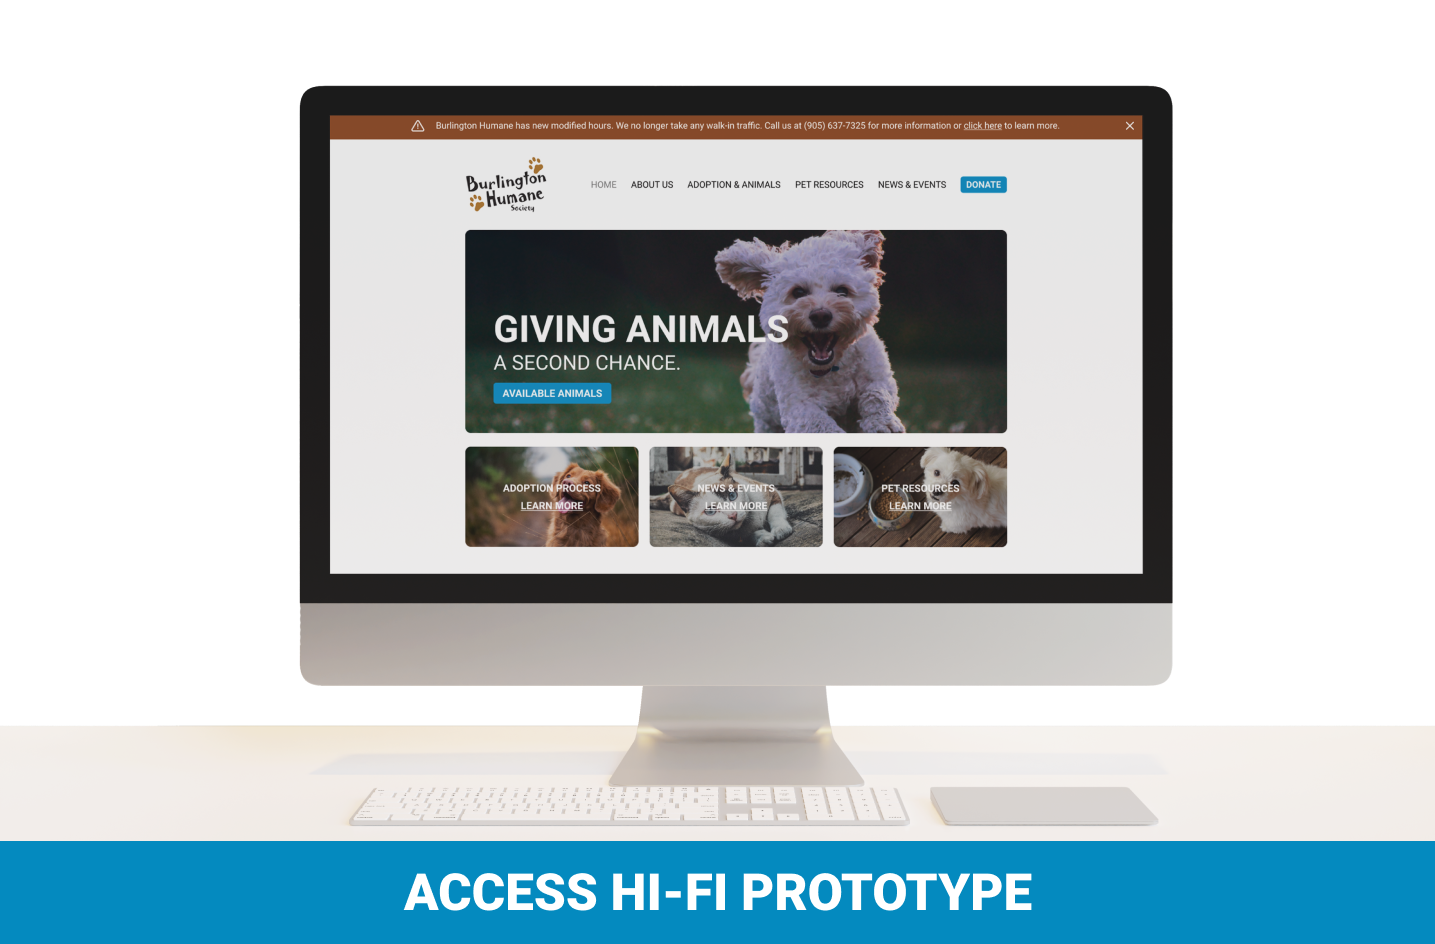 Burlington Humane has new modified hours. We no longer take any walk-in traffic. Call us at (905) 637-7325 for more information or click here to learn more.
Burlington
Humane
Society
HOME ABOUT US ADOPTION & ANIMALS PET RESOURCES NEWS & EVENTS DONATE
GIVING ANIMALS
A SECOND CHANCE.
AVAILABLE ANIMALS
ADOPTION PROCESS
LEARN MORE
NEWS & EVENTS
LEARN MORE
PET RESOURCES
LEARN MORE
ACCESS HI-FI PROTOTYPE